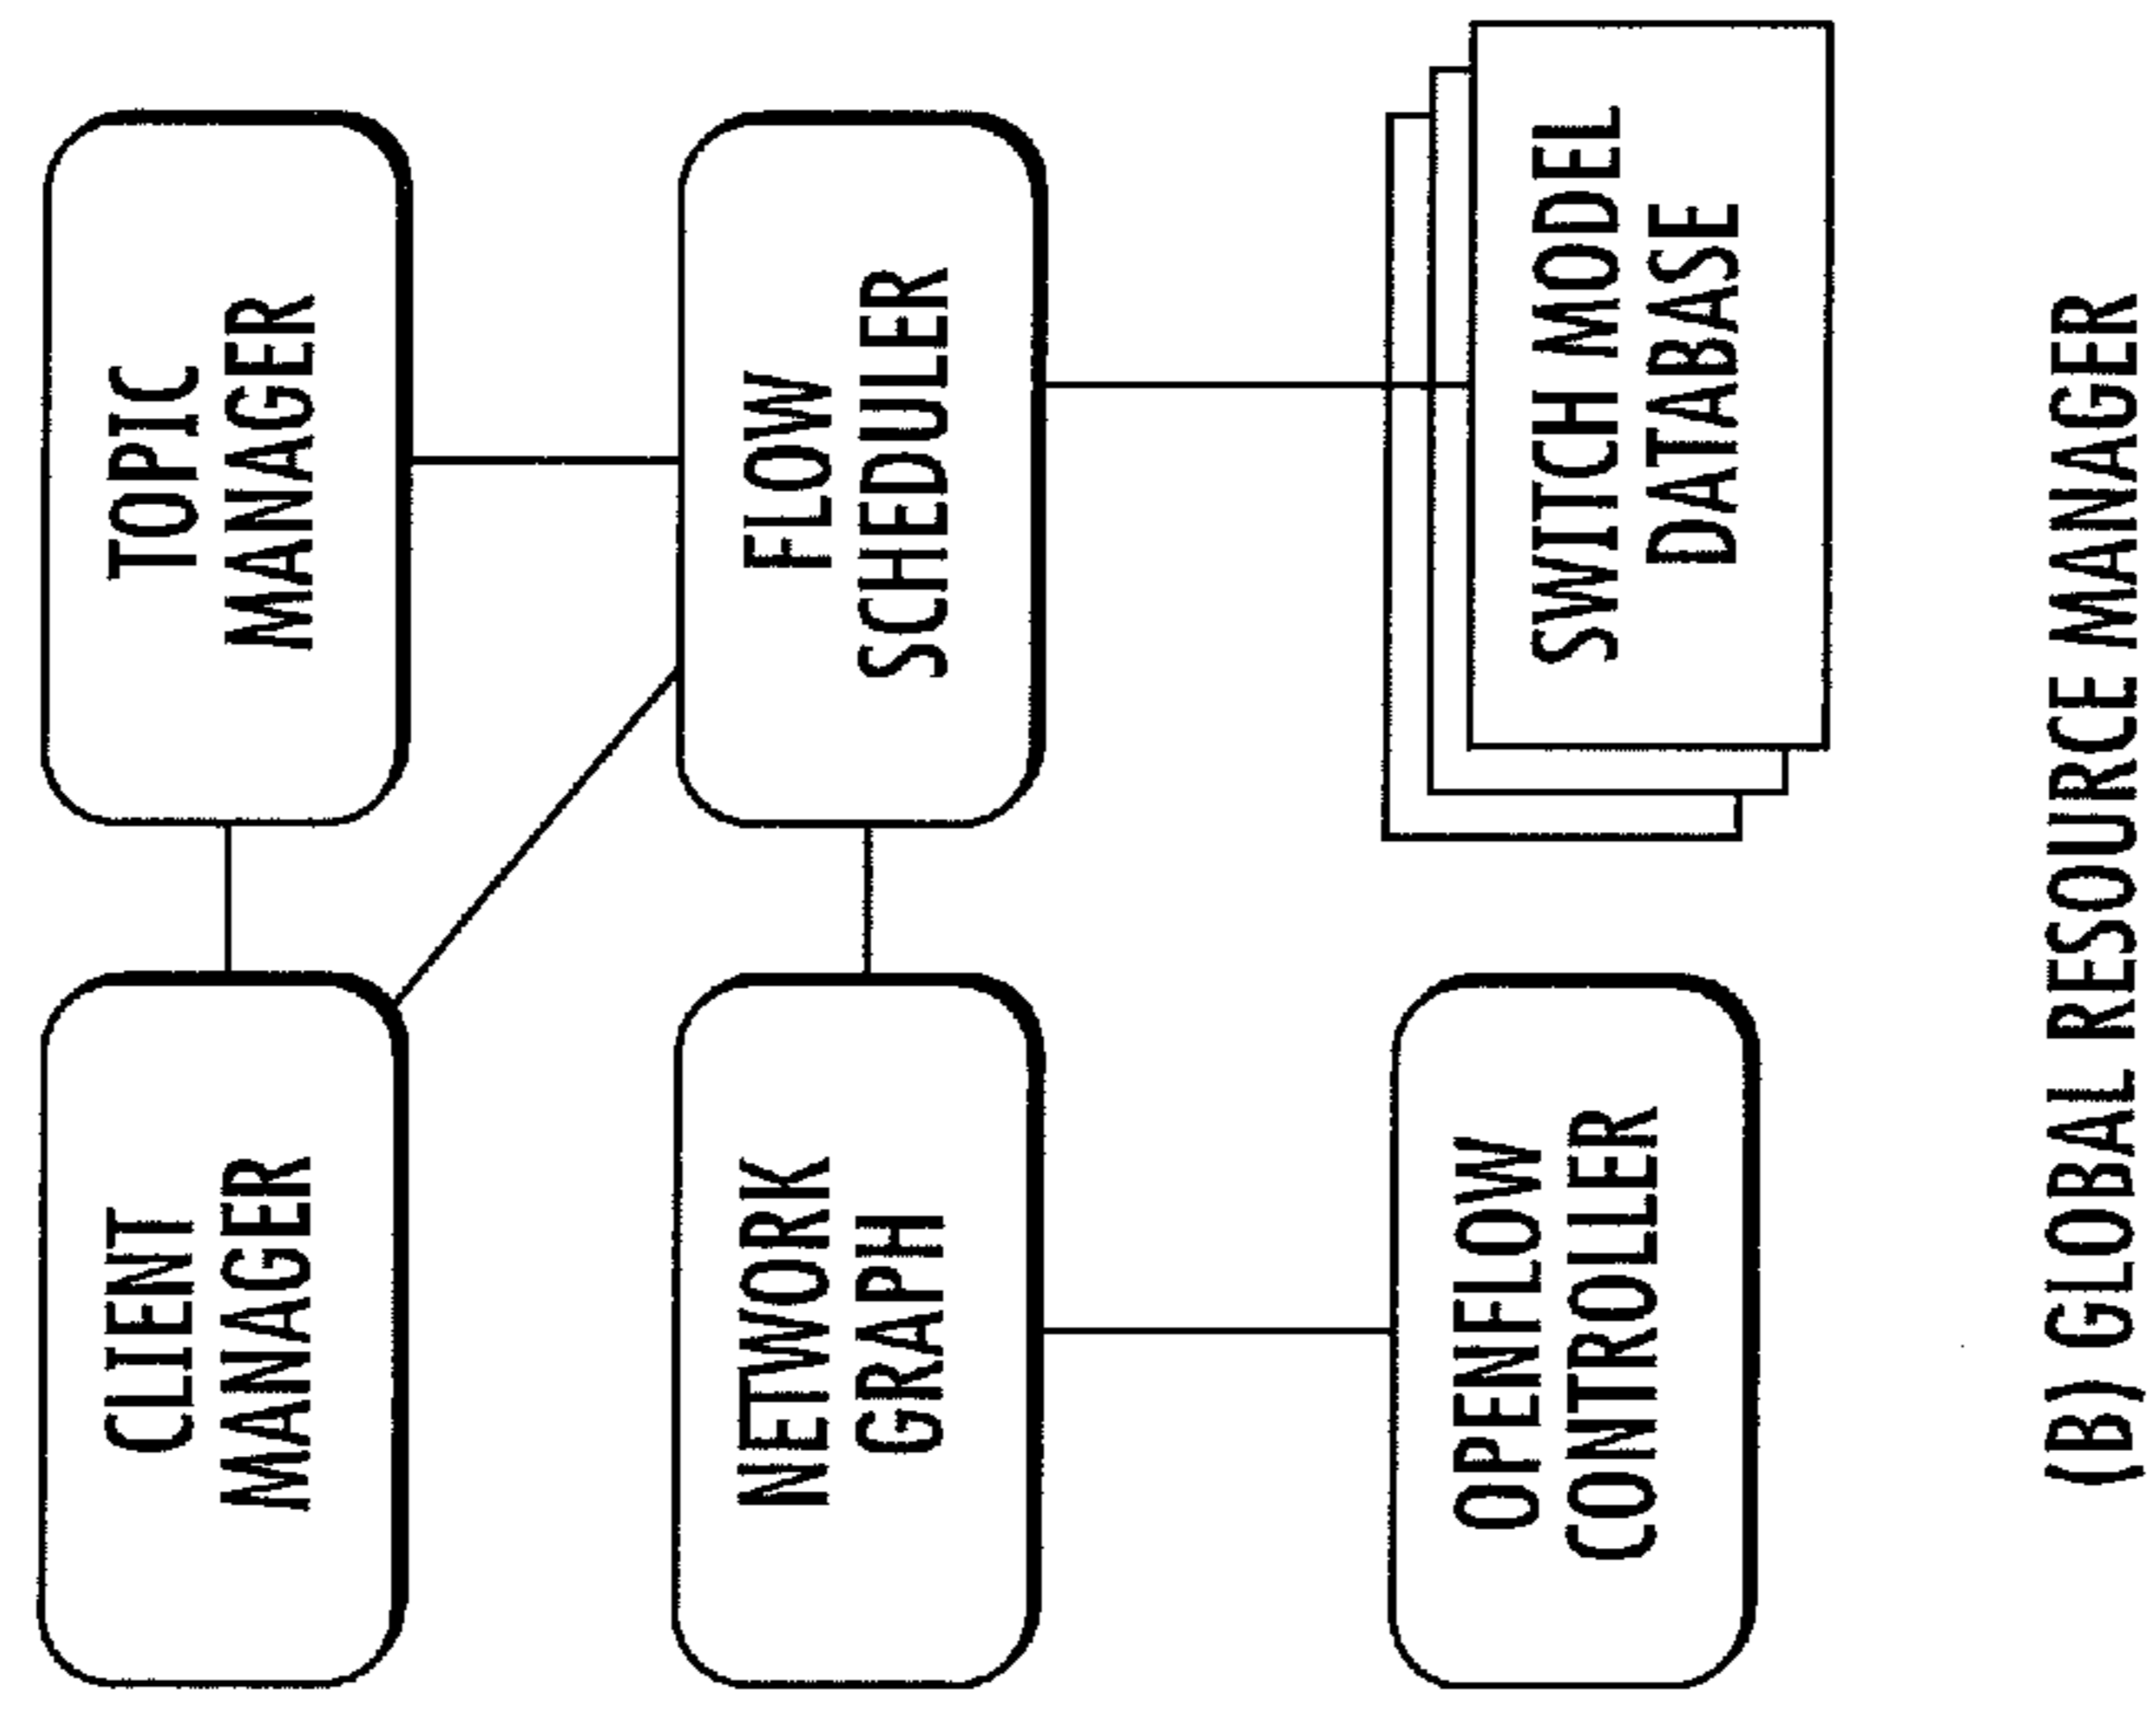 CLIENT
MANAGER
TOPIC
MANAGER
NETWORK
GRAPH
FLOW
SCHEDULER
OPENFLOW
CONTROLLER
SWITCH MODEL
DATABASE
(B) GLOBAL RESOURCE MANAGER